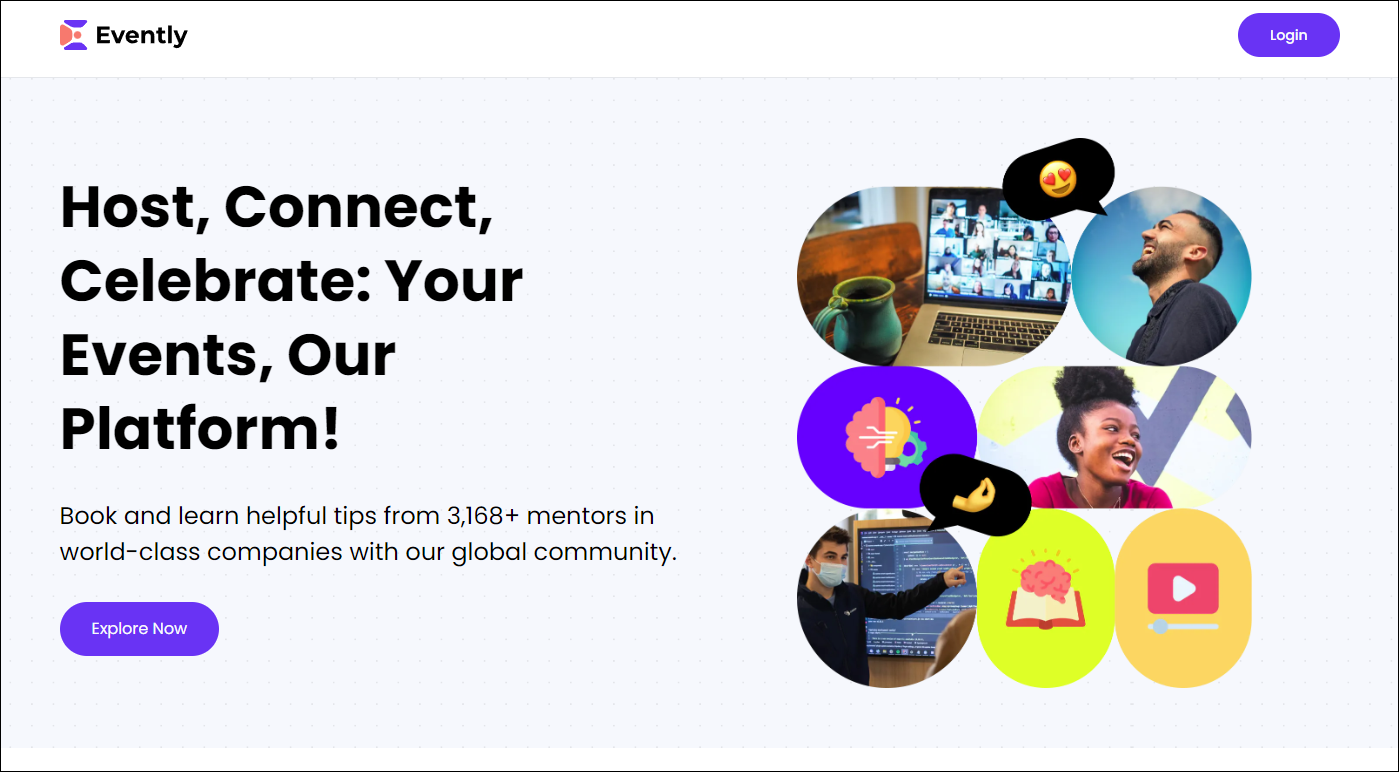 Evently
Login
Host, Connect,
Celebrate: Your
Events, Our
Platform!
Book and learn helpful tips from 3,168+ mentors in
world-class companies with our global community.
Explore Now